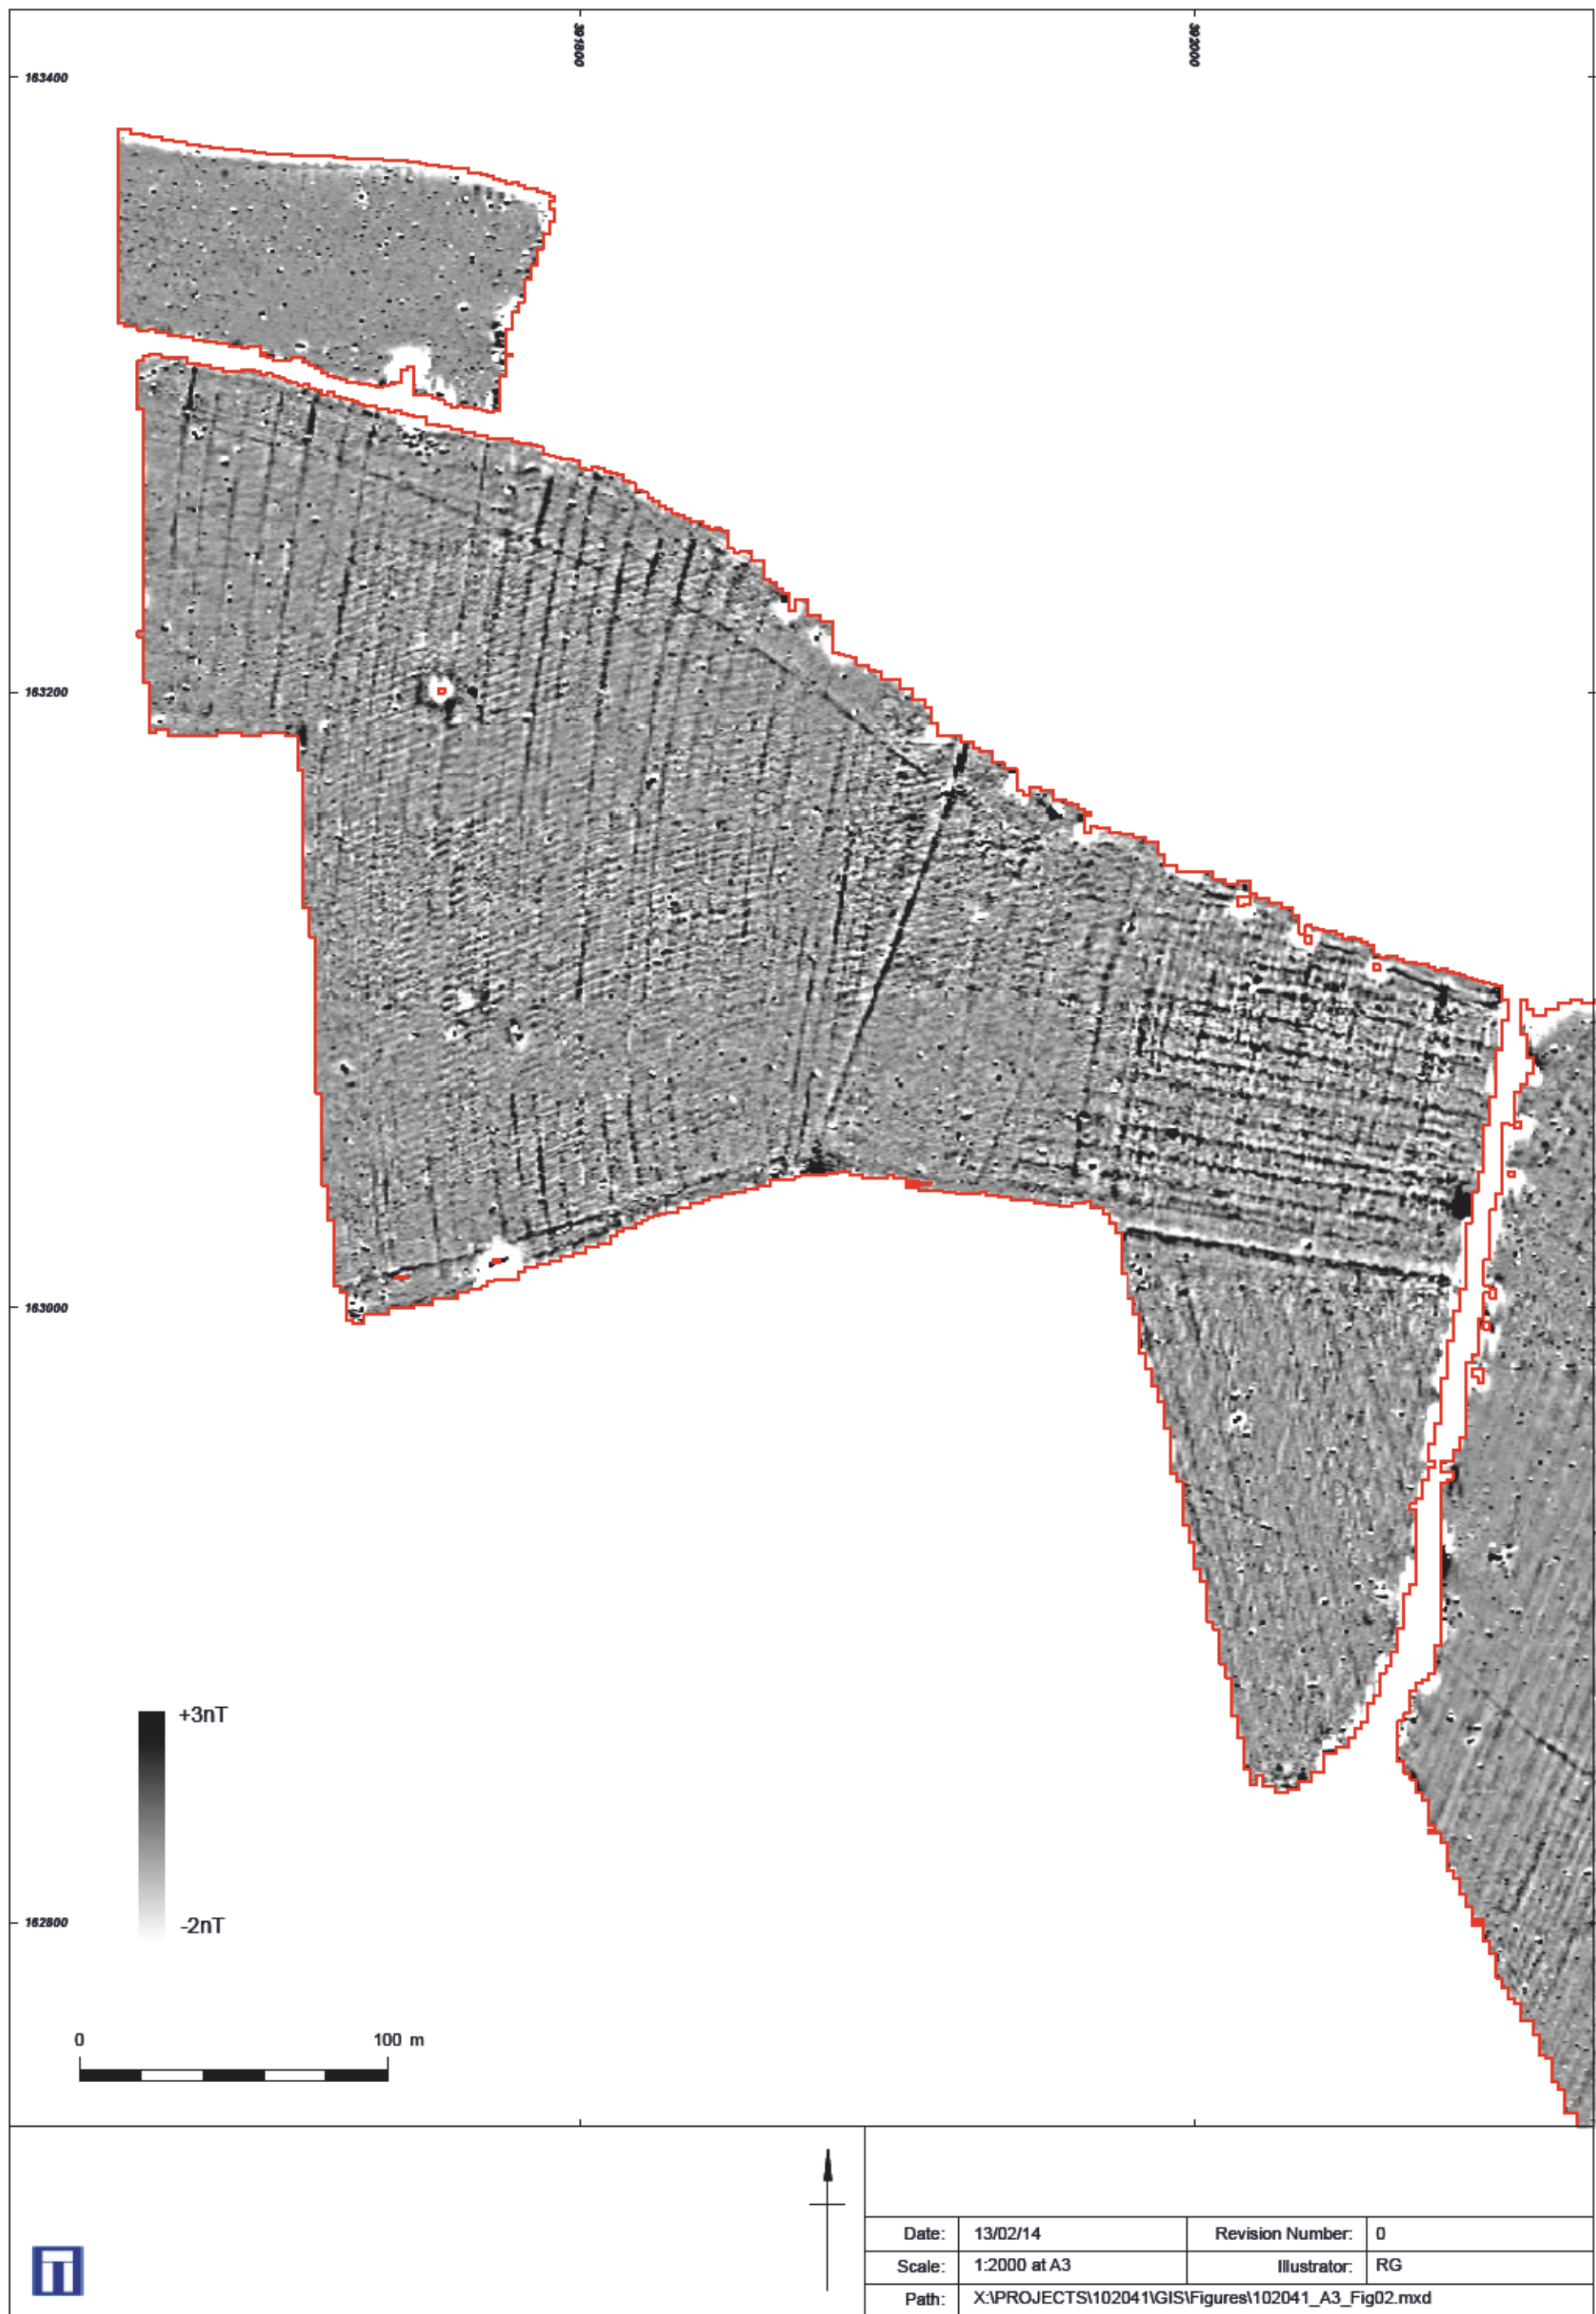 391800
392000
163400
163200
163000
+3nT
-2nT
162800
0 100 m
Date: 13/02/14 Revision Number: 0
Scale: 1:2000 at A3 Illustrator: RG
Path: X:\PROJECTS\102041\GIS\Figures\102041_A3_Fig02.mxd